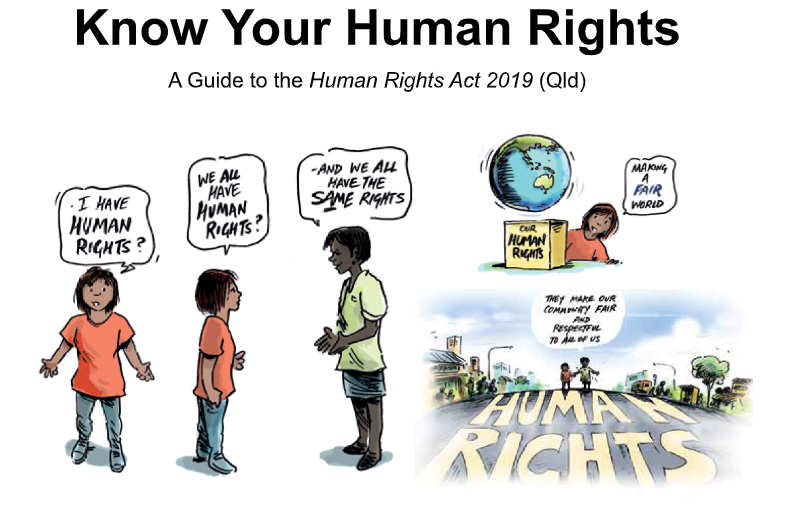 Know Your Human Rights
A Guide to the Human Rights Act 2019 (Qld)
- I HAVE
HUMAN
RIGHTS?
WE ALL
HAVE
HUMAN
RIGHTS?
-AND WE ALL
HAVE THE
SAME RIGHTS
MAKING
A
FAIR
WORLD
OUR
HUMAN
RIGHTS
THEY MAKE OUR
COMMUNITY FAIR
AND
RESPECTFUL
TO ALL OF US
HUMAN
RIGHTS